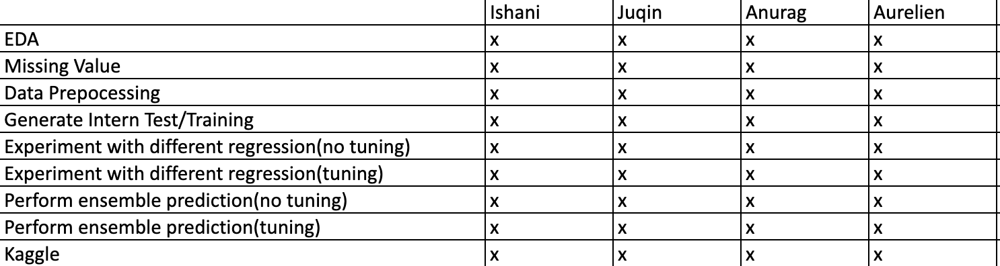 Ishani Juqin Anurag Aurelien
EDA x x x x
Missing Value x x x x
Data Prepocessing x x x x
Generate Intern Test/Training x x x x
Experiment with different regression(no tuning) x x x x
Experiment with different regression(tuning) x x x x
Perform ensemble prediction(no tuning) x x x x
Perform ensemble prediction(tuning) x x x x
Kaggle x x x x